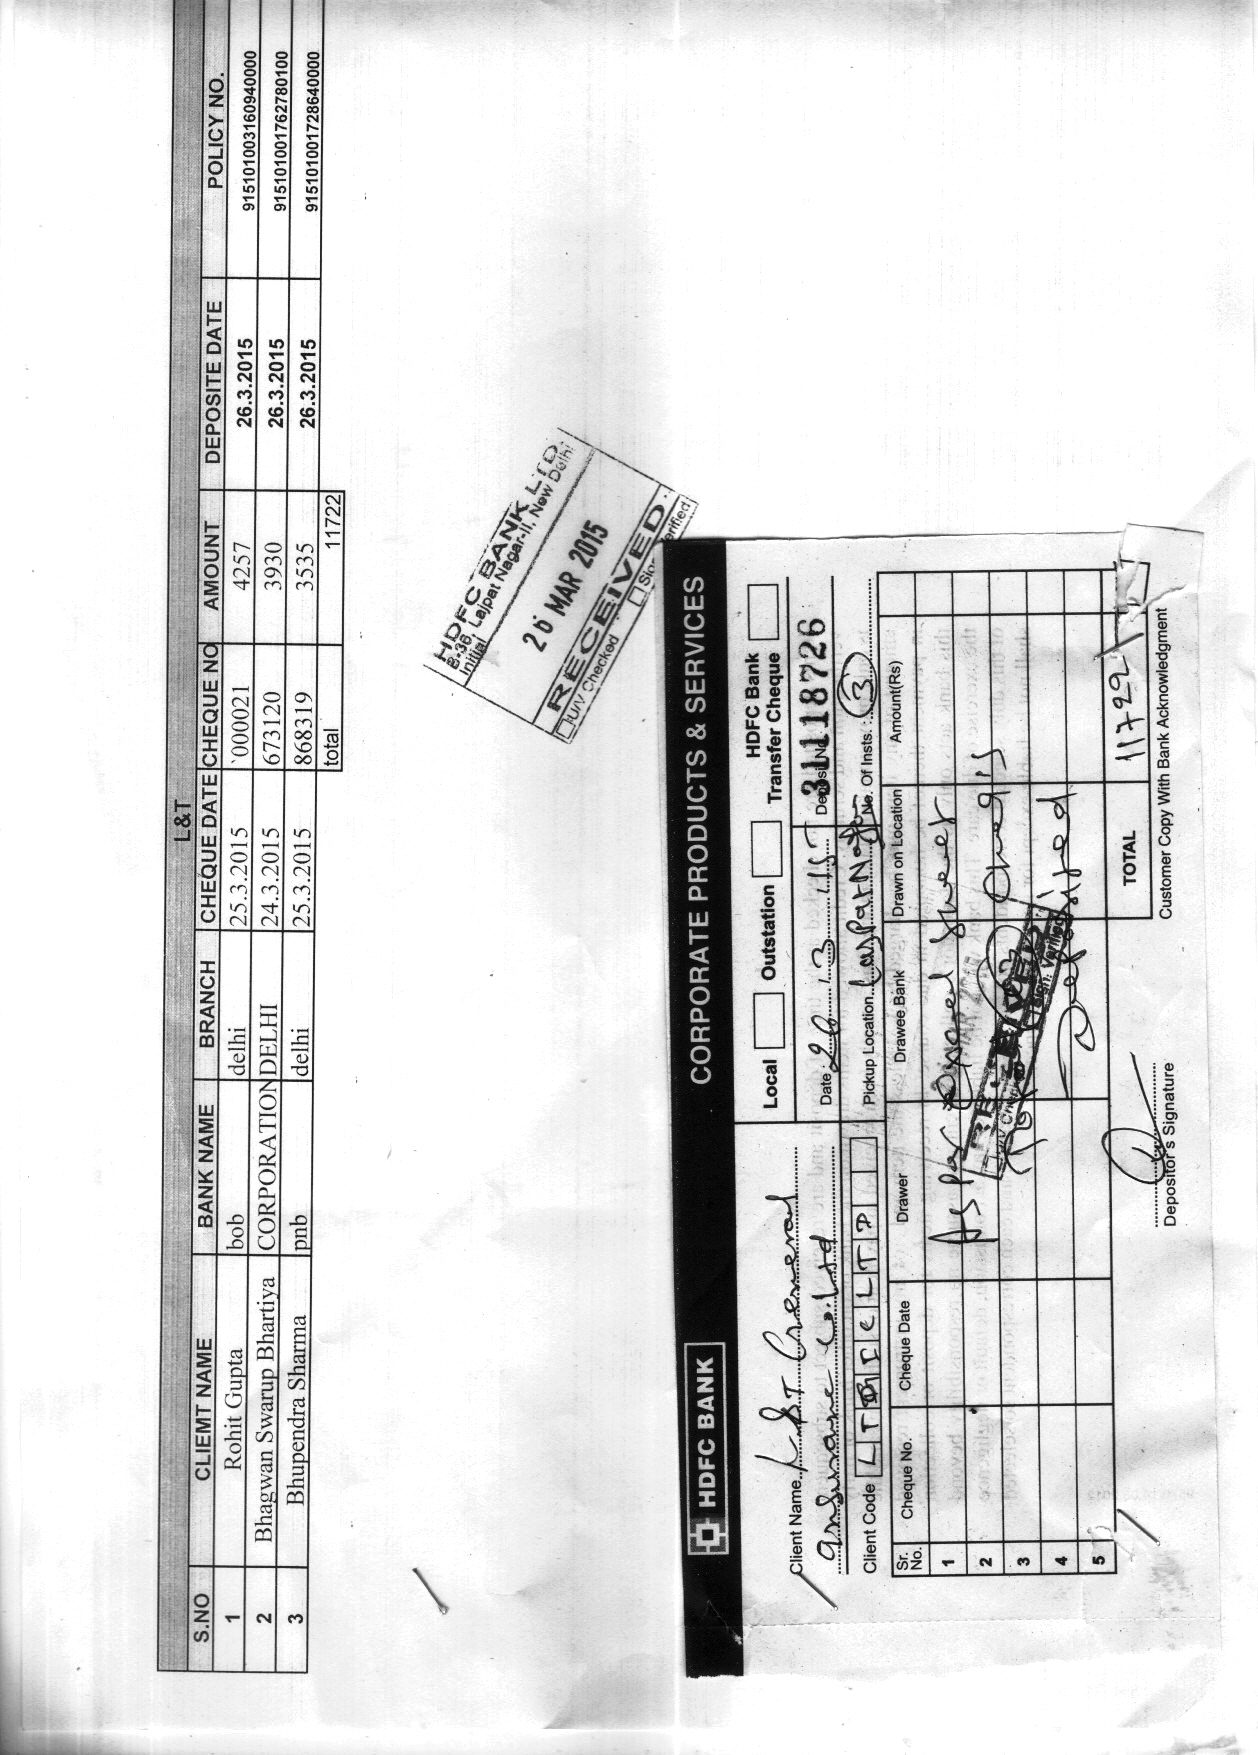 L&T
S.NO CLIEMT NAME BANK NAME BRANCH CHEQUE DATE CHEQUE NO AMOUNT DEPOSITE DATE POLICY NO.
1 Rohit Gupta bob delhi 25.3.2015 `000021 4257 26.3.2015 915101003160940000
2 Bhagwan Swarup Bhartiya CORPORATION DELHI 24.3.2015 673120 3930 26.3.2015 915101001762780100
3 Bhupendra Sharma pnb delhi 25.3.2015 868319 3535 26.3.2015 915101001728640000
total 11722
HDFC BANK LTD.
B-36, Lajpat Nagar-II, New Delhi
Initial
26 MAR 2015
RECEIVED
U/V Checked Sign Verified
HDFC BANK CORPORATE PRODUCTS & SERVICES
Local Outstation HDFC Bank Transfer Cheque
Client Name L&T General
Insurance Co. Ltd
Date: 26.3.15 Deposit No. 31118726
Pickup Location Lajpat Nagar No. Of Insts.: 3
Client Code
Sr. No. Cheque No. Cheque Date Drawer Drawee Bank Drawn on Location Amount(Rs)
1 As per Sheet
2
3
4
5
RECEIVED
Sign. Verified
TOTAL 11722
Depositor's Signature
Customer Copy With Bank Acknowledgment